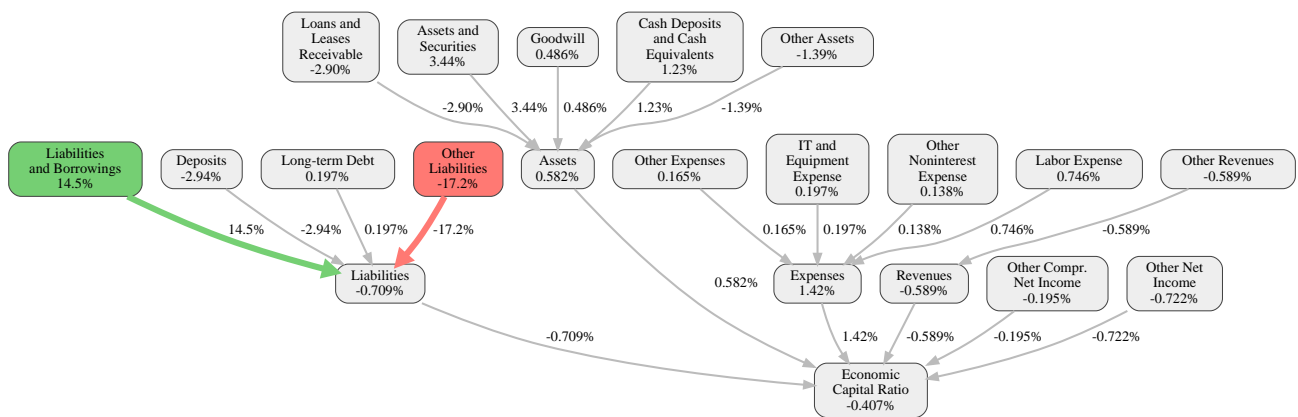 Loans and
Leases
Receivable
-2.90%
Assets and
Securities
3.44%
Goodwill
0.486%
Cash Deposits
and Cash
Equivalents
1.23%
Other Assets
-1.39%
-2.90%
3.44%
0.486%
1.23%
-1.39%
Liabilities
and Borrowings
14.5%
Deposits
-2.94%
Long-term Debt
0.197%
Other
Liabilities
-17.2%
Assets
0.582%
Other Expenses
0.165%
IT and
Equipment
Expense
0.197%
Other
Noninterest
Expense
0.138%
Labor Expense
0.746%
Other Revenues
-0.589%
14.5%
-2.94%
0.197%
-17.2%
0.165%
0.197%
0.138%
0.746%
-0.589%
Liabilities
-0.709%
0.582%
Expenses
1.42%
Revenues
-0.589%
Other Compr.
Net Income
-0.195%
Other Net
Income
-0.722%
-0.709%
1.42%
-0.589%
-0.195%
-0.722%
Economic
Capital Ratio
-0.407%